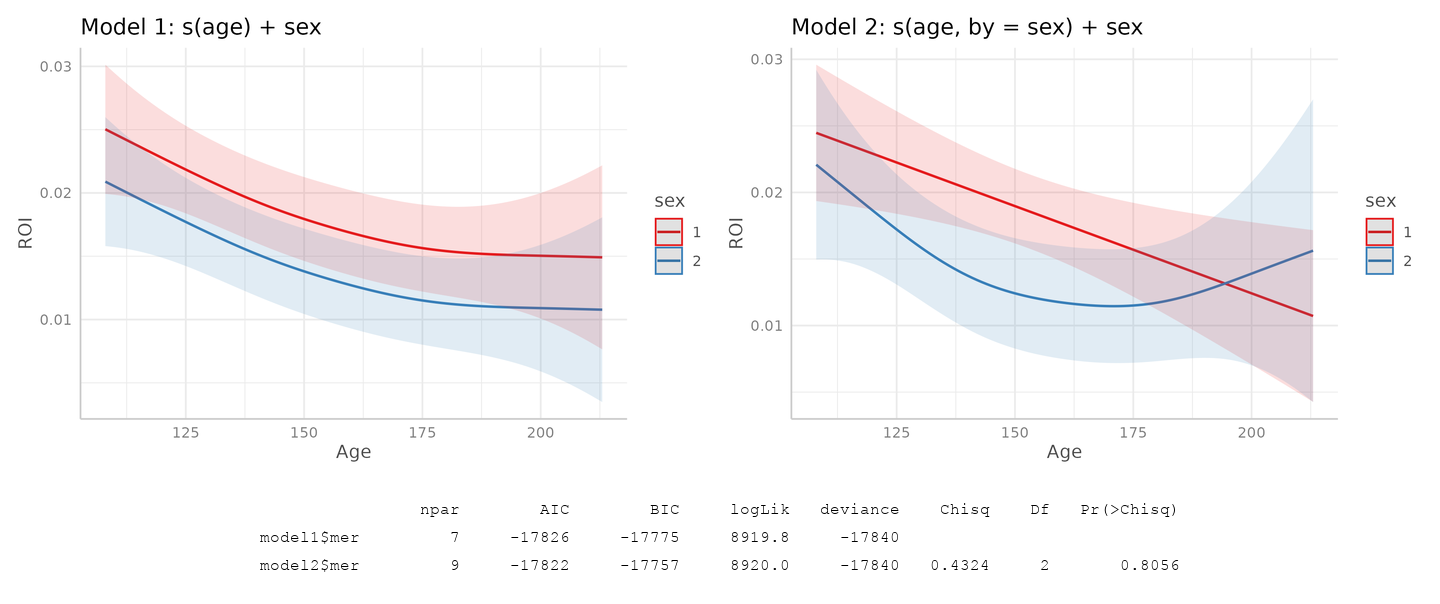 Model 1: s(age) + sex
0.03
0.02
0.01
ROI
125 150 175 200
Age
sex
1
2
Model 2: s(age, by = sex) + sex
0.03
0.02
0.01
ROI
125 150 175 200
Age
sex
1
2
npar AIC BIC logLik deviance Chisq Df Pr(>Chisq)
model1$mer 7 -17826 -17775 8919.8 -17840
model2$mer 9 -17822 -17757 8920.0 -17840 0.4324 2 0.8056